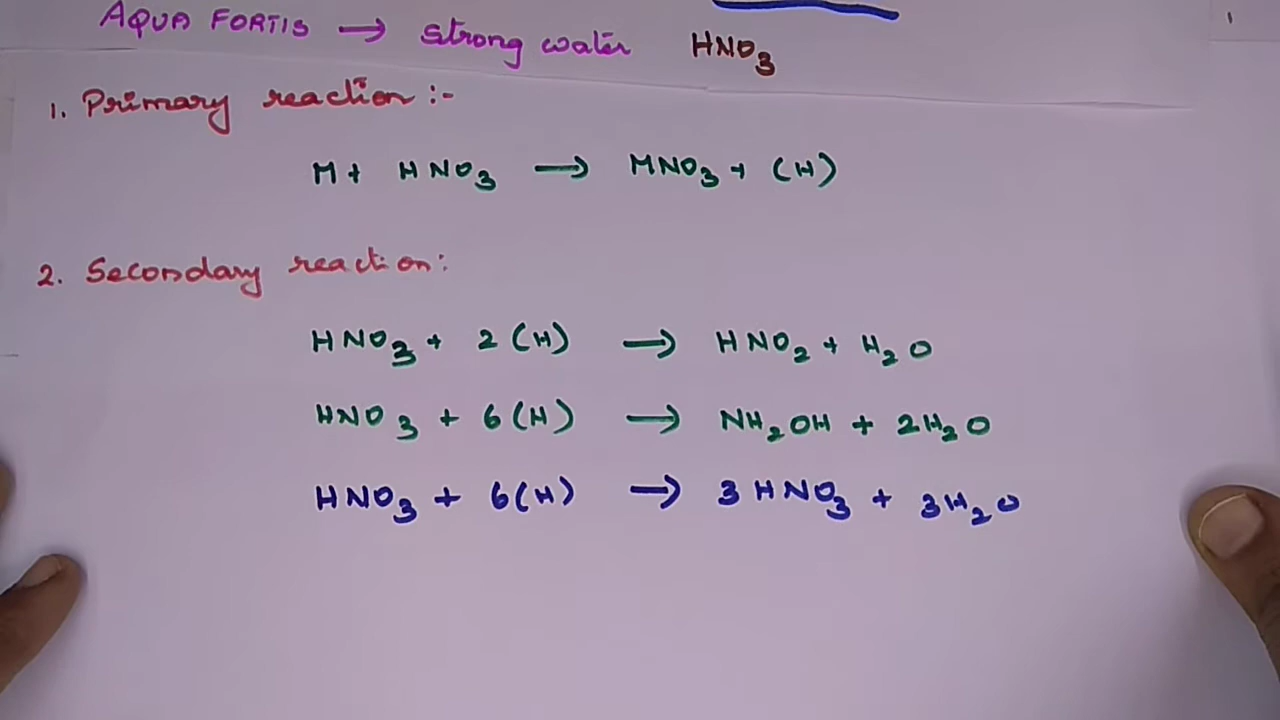 AQUA FORTIS → strong water HNO₃
1. Primary reaction :-
M + HNO₃ → MNO₃ + (H)
2. Secondary reaction:
HNO₃ + 2(H) → HNO₂ + H₂O
HNO₃ + 6(H) → NH₂OH + 2H₂O
HNO₃ + 6(H) → 3HNO₃ + 3H₂O